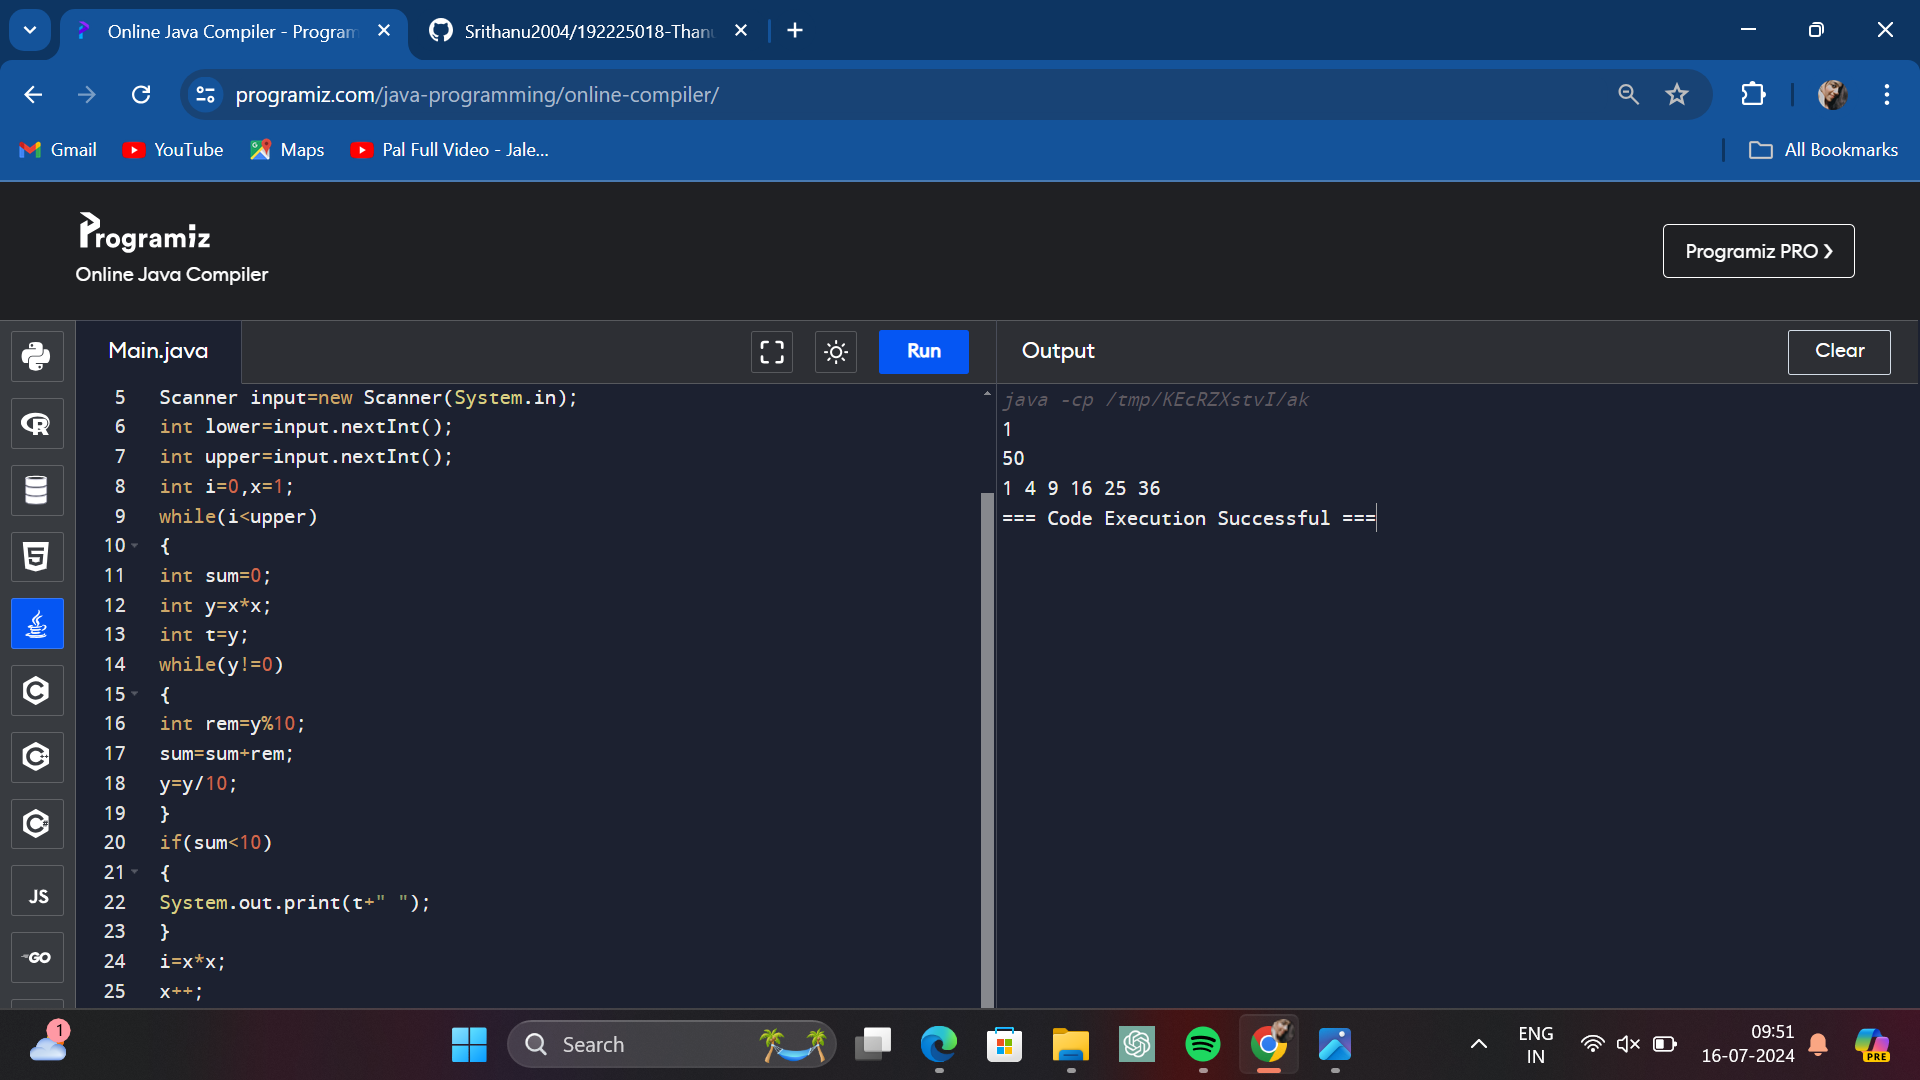 Online Java Compiler - Program
Srithanu2004/192225018-Thanu
programiz.com/java-programming/online-compiler/
Gmail
YouTube
Maps
Pal Full Video - Jale...
All Bookmarks
Programiz
Online Java Compiler
Programiz PRO ❯
Main.java
Run
Output
Clear
5 Scanner input=new Scanner(System.in);
6 int lower=input.nextInt();
7 int upper=input.nextInt();
8 int i=0,x=1;
9 while(i<upper)
10 {
11 int sum=0;
12 int y=x*x;
13 int t=y;
14 while(y!=0)
15 {
16 int rem=y%10;
17 sum=sum+rem;
18 y=y/10;
19 }
20 if(sum<10)
21 {
22 System.out.print(t+" ");
23 }
24 i=x*x;
25 x++;
java -cp /tmp/KEcRZXstvI/ak
1
50
1 4 9 16 25 36
=== Code Execution Successful ===
R
5
C
C++
C#
JS
GO
1
Search
ENG
IN
09:51
16-07-2024
PRE